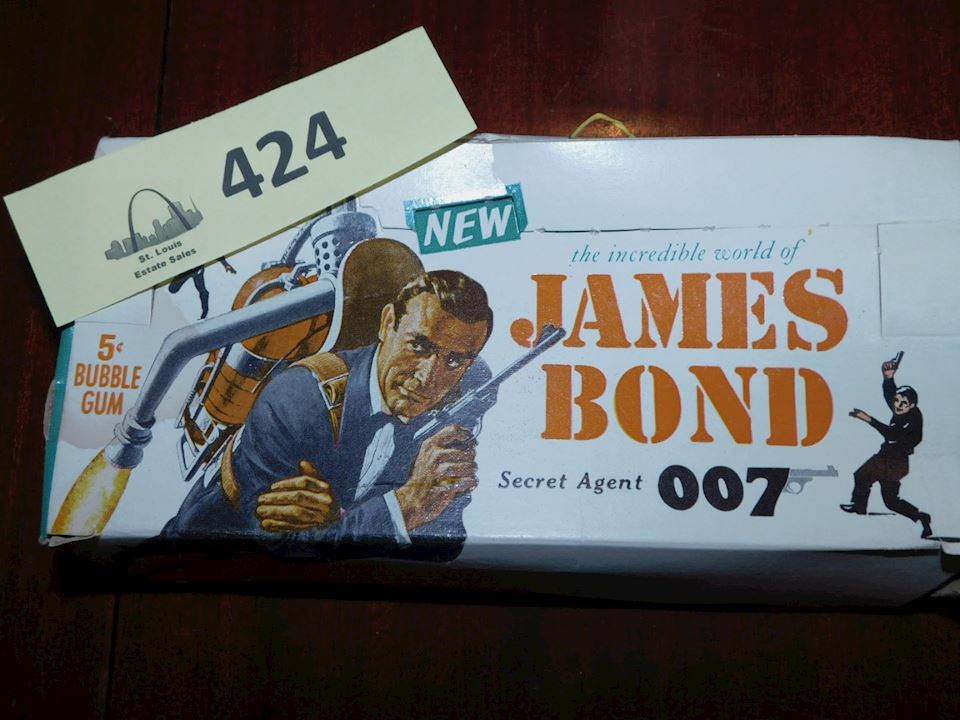 424
St. Louis
Estate Sales
NEW
the incredible world of
JAMES
BOND
Secret Agent 007
5¢
BUBBLE
GUM